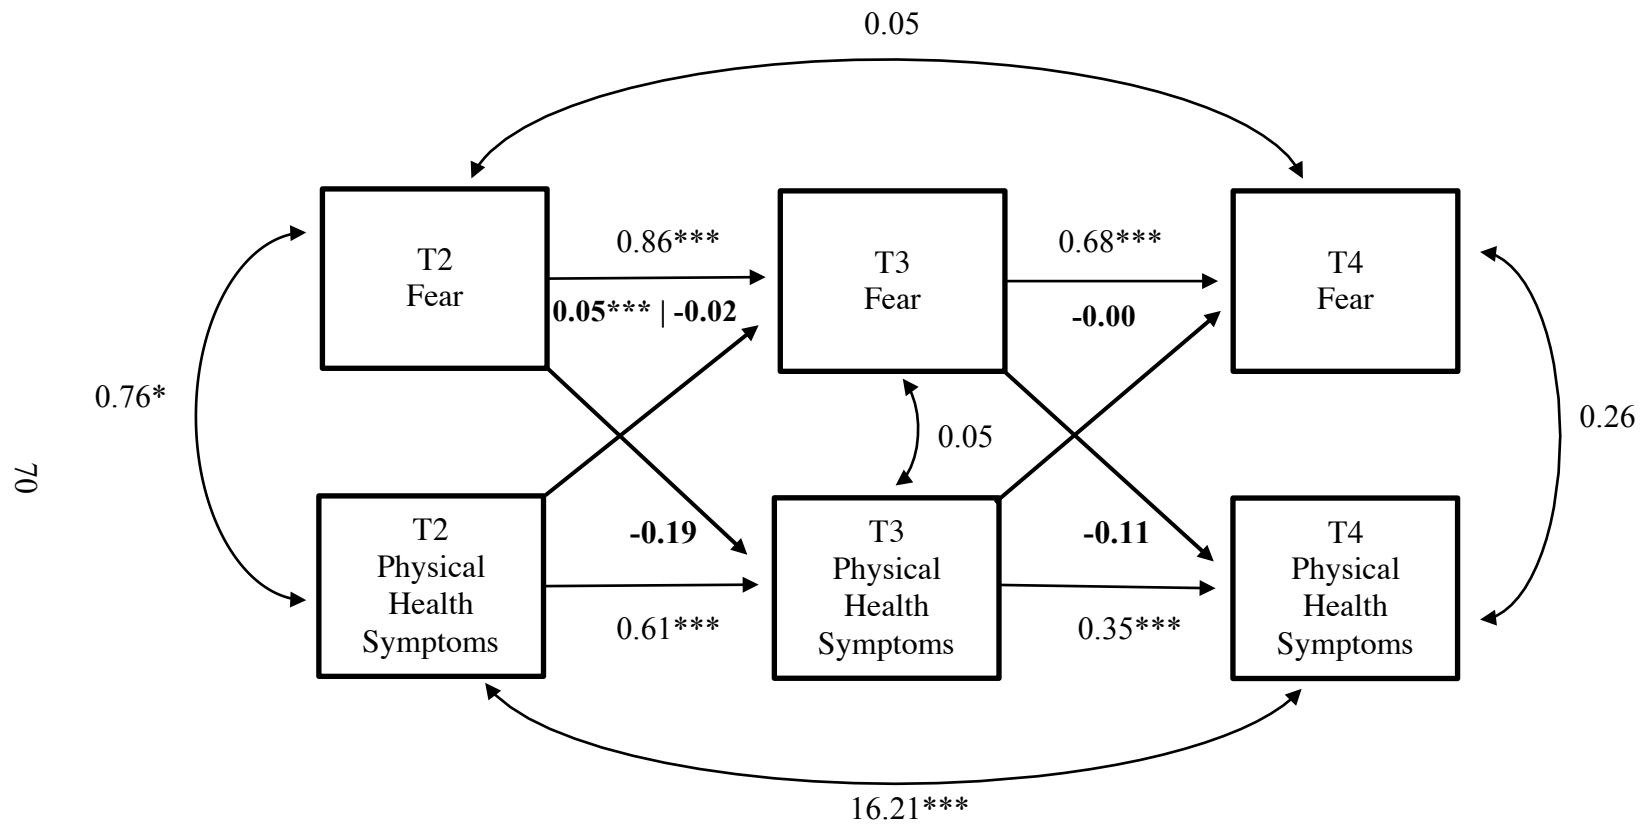 0.05
T2
Fear
0.86***
0.05*** | -0.02
T3
Fear
0.68***
-0.00
T4
Fear
0.76*
0.05
0.26
70
T2
Physical
Health
Symptoms
-0.19
0.61***
T3
Physical
Health
Symptoms
-0.11
0.35***
T4
Physical
Health
Symptoms
16.21***